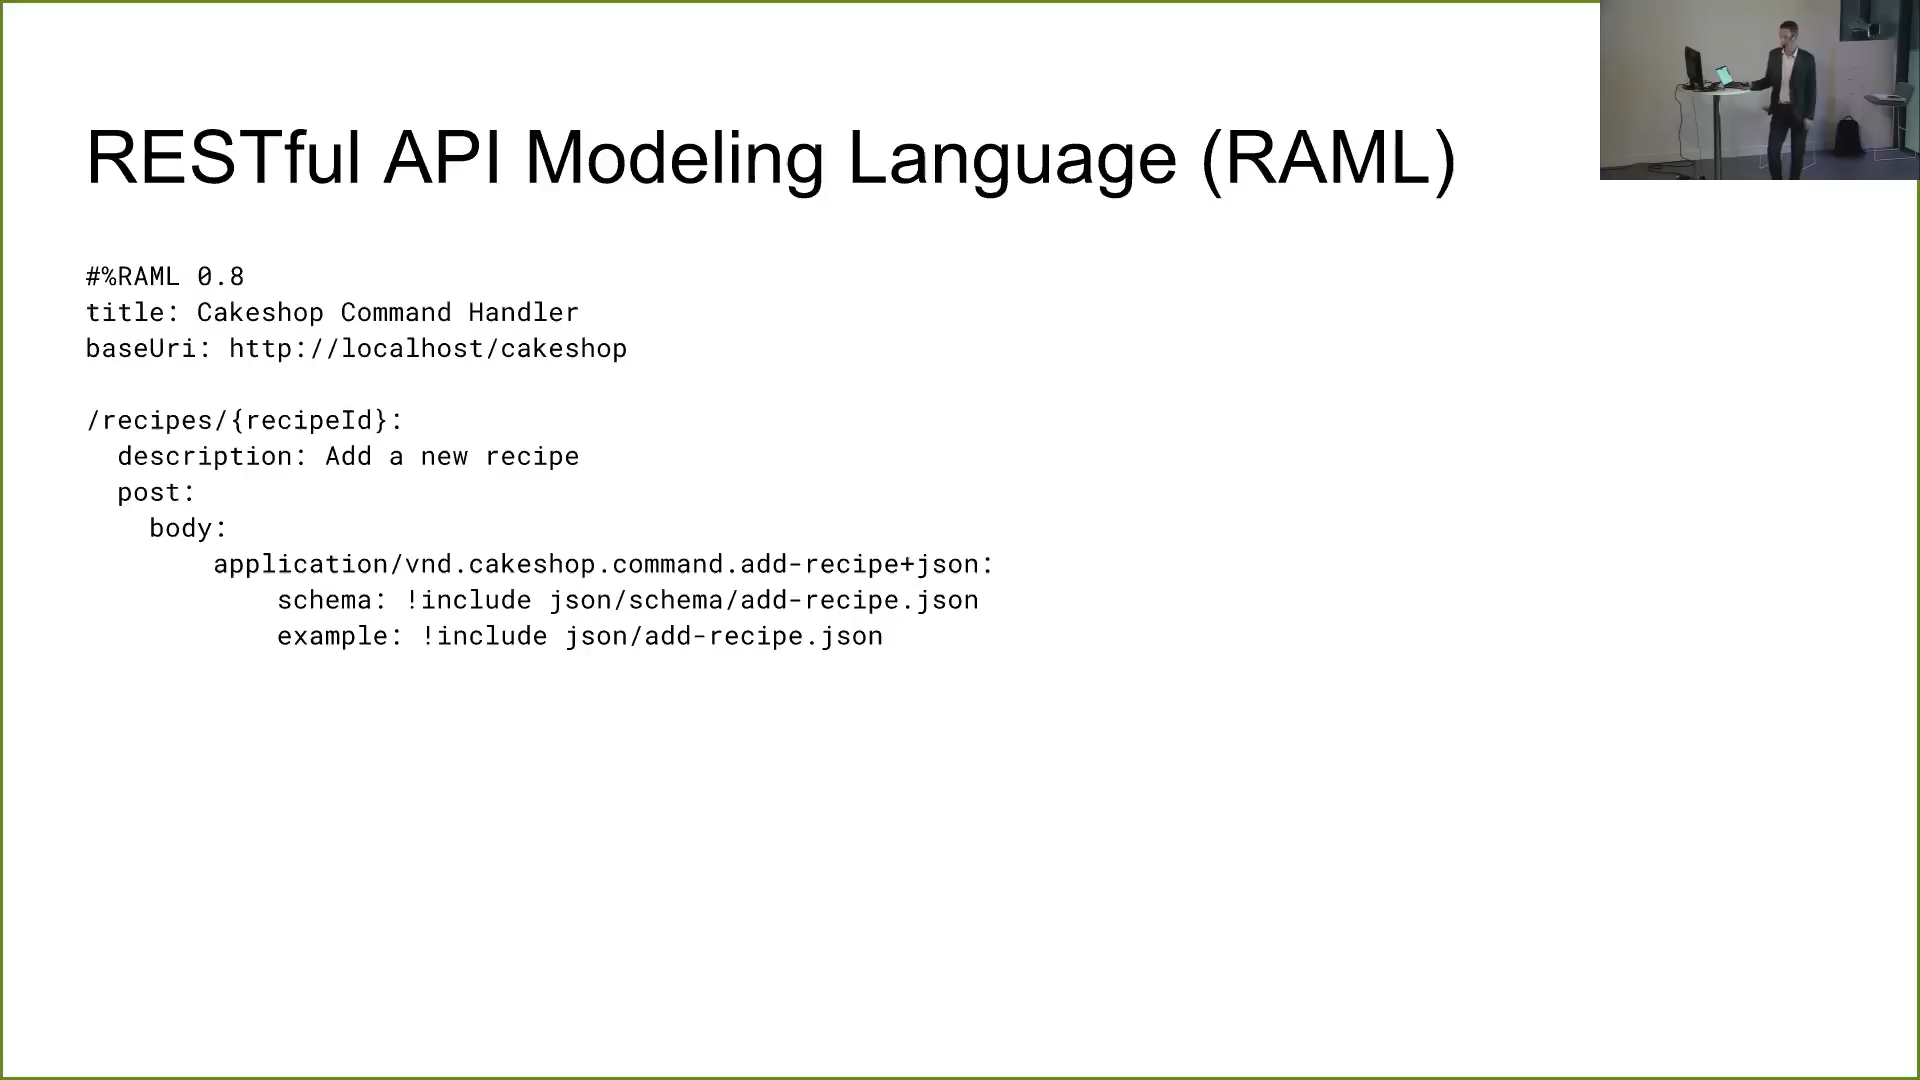 RESTful API Modeling Language (RAML)
#%RAML 0.8
title: Cakeshop Command Handler
baseUri: http://localhost/cakeshop
/recipes/{recipeId}:
description: Add a new recipe
post:
body:
application/vnd.cakeshop.command.add-recipe+json:
schema: !include json/schema/add-recipe.json
example: !include json/add-recipe.json